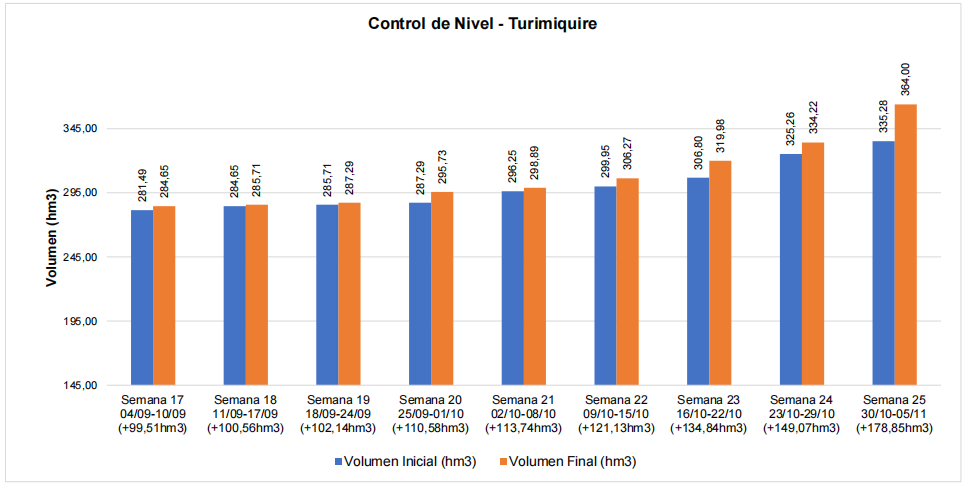 Control de Nivel - Turimiquire
Volumen (hm3)
345,00
295,00
245,00
195,00
145,00
281,49
284,65
284,65
285,71
285,71
287,29
287,29
295,73
296,25
298,89
299,95
306,27
306,80
319,98
325,26
334,22
335,28
364,00
Semana 17
04/09-10/09
(+99,51hm3)
Semana 18
11/09-17/09
(+100,56hm3)
Semana 19
18/09-24/09
(+102,14hm3)
Semana 20
25/09-01/10
(+110,58hm3)
Semana 21
02/10-08/10
(+113,74hm3)
Semana 22
09/10-15/10
(+121,13hm3)
Semana 23
16/10-22/10
(+134,84hm3)
Semana 24
23/10-29/10
(+149,07hm3)
Semana 25
30/10-05/11
(+178,85hm3)
Volumen Inicial (hm3)
Volumen Final (hm3)